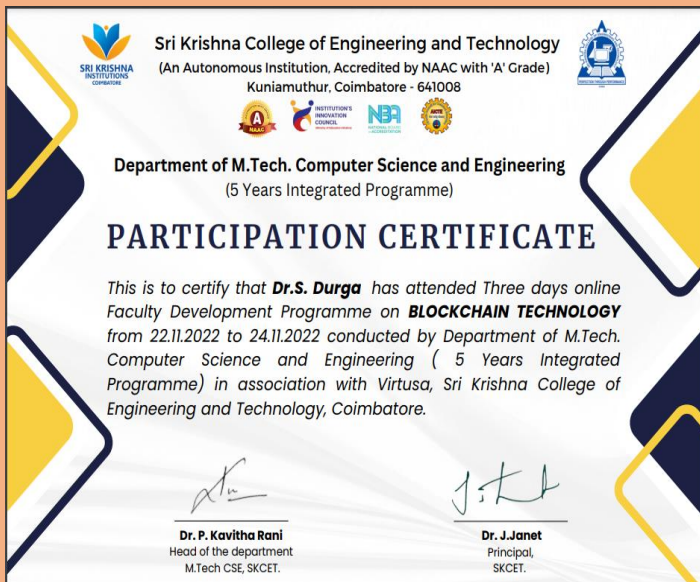 SRI KRISHNA
INSTITUTIONS
COIMBATORE
Sri Krishna College of Engineering and Technology
(An Autonomous Institution, Accredited by NAAC with 'A' Grade)
Kuniamuthur, Coimbatore - 641008
A
NAAC
INSTITUTION'S
INNOVATION
COUNCIL
NBA
NATIONAL BOARD
of ACCREDITATION
AICTE
Department of M.Tech. Computer Science and Engineering
(5 Years Integrated Programme)
PARTICIPATION CERTIFICATE
This is to certify that Dr.S. Durga has attended Three days online
Faculty Development Programme on BLOCKCHAIN TECHNOLOGY
from 22.11.2022 to 24.11.2022 conducted by Department of M.Tech.
Computer Science and Engineering ( 5 Years Integrated
Programme) in association with Virtusa, Sri Krishna College of
Engineering and Technology, Coimbatore.
Dr. P. Kavitha Rani
Head of the department
M.Tech CSE, SKCET.
Dr. J.Janet
Principal,
SKCET.